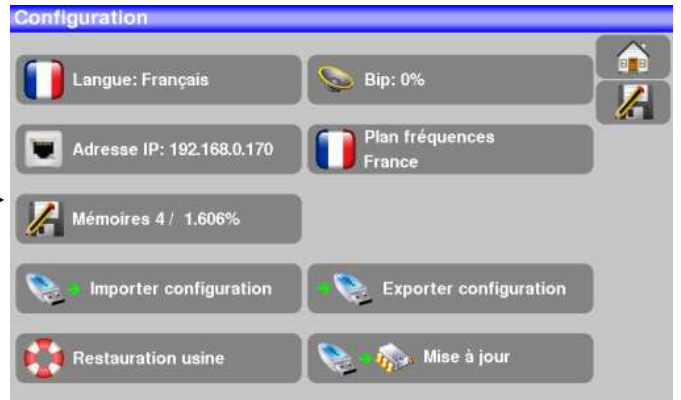 Configuration
Langue: Français
Bip: 0%
Adresse IP: 192.168.0.170
Plan fréquences
France
Mémoires 4 / 1.606%
Importer configuration
Exporter configuration
Restauration usine
Mise à jour